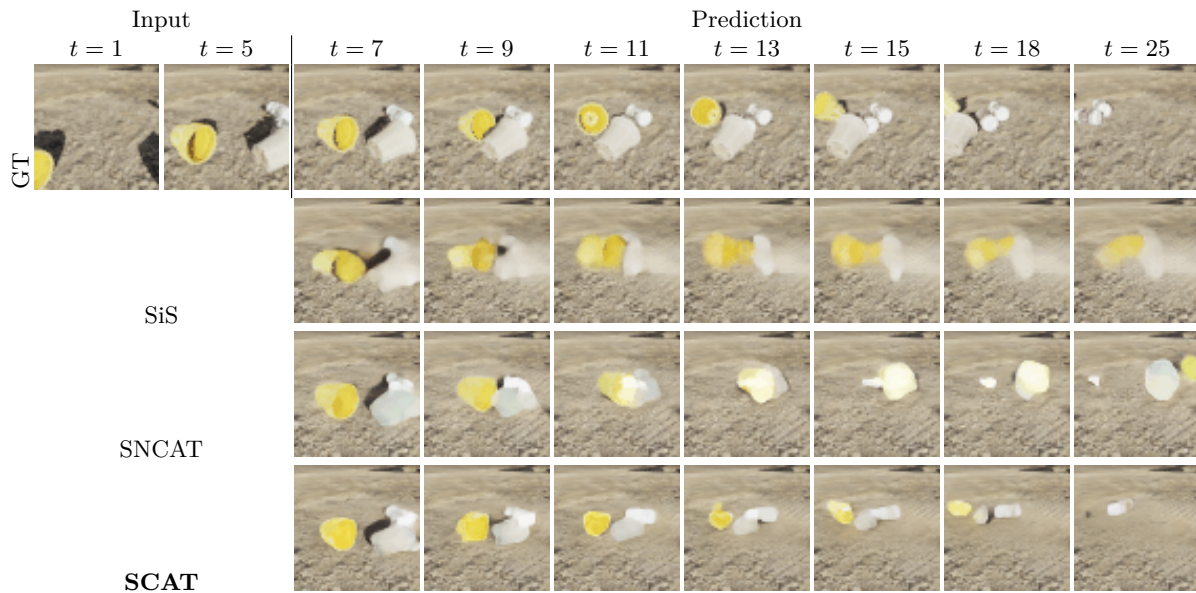 Input Prediction
t = 1 t = 5 t = 7 t = 9 t = 11 t = 13 t = 15 t = 18 t = 25
GT
SiS
SNCAT
SCAT